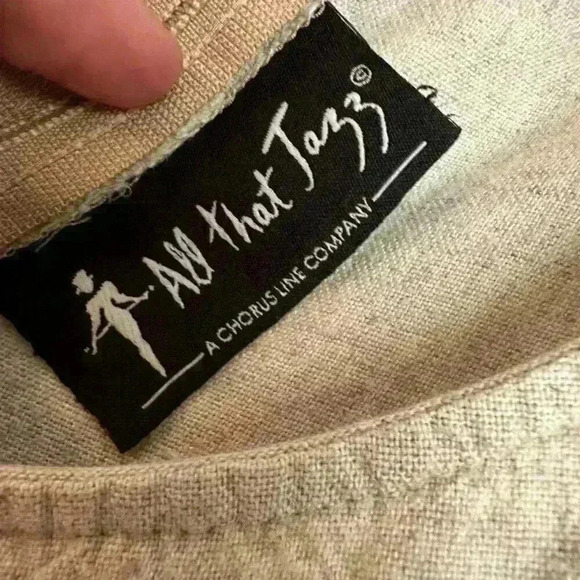 All That Jazz ©
A CHORUS LINE COMPANY